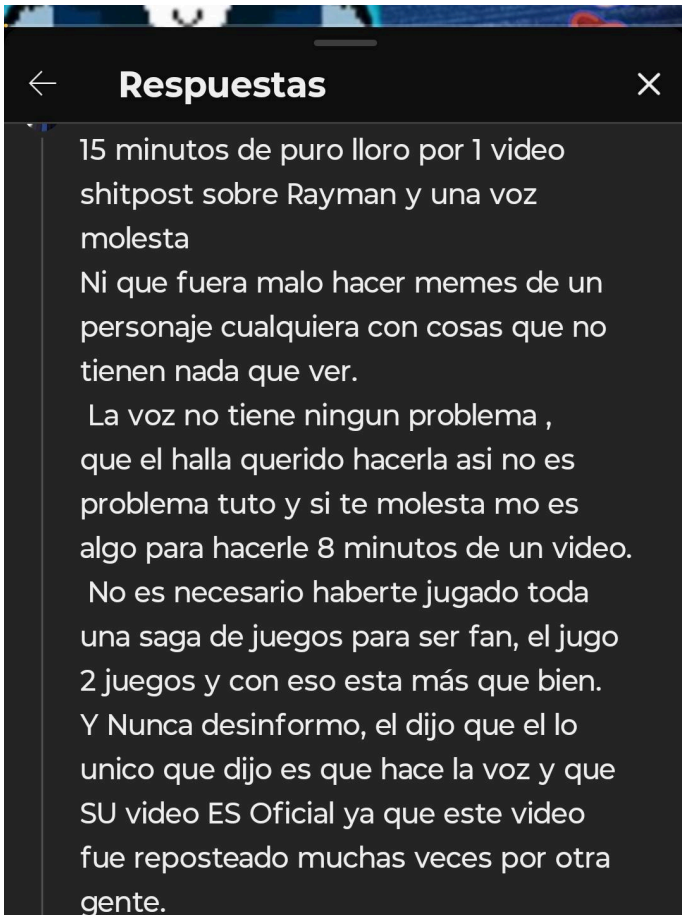 Respuestas
15 minutos de puro lloro por 1 video
shitpost sobre Rayman y una voz
molesta
Ni que fuera malo hacer memes de un
personaje cualquiera con cosas que no
tienen nada que ver.
La voz no tiene ningun problema ,
que el halla querido hacerla asi no es
problema tuto y si te molesta mo es
algo para hacerle 8 minutos de un video.
No es necesario haberte jugado toda
una saga de juegos para ser fan, el jugo
2 juegos y con eso esta más que bien.
Y Nunca desinformo, el dijo que el lo
unico que dijo es que hace la voz y que
SU video ES Oficial ya que este video
fue reposteado muchas veces por otra
gente.